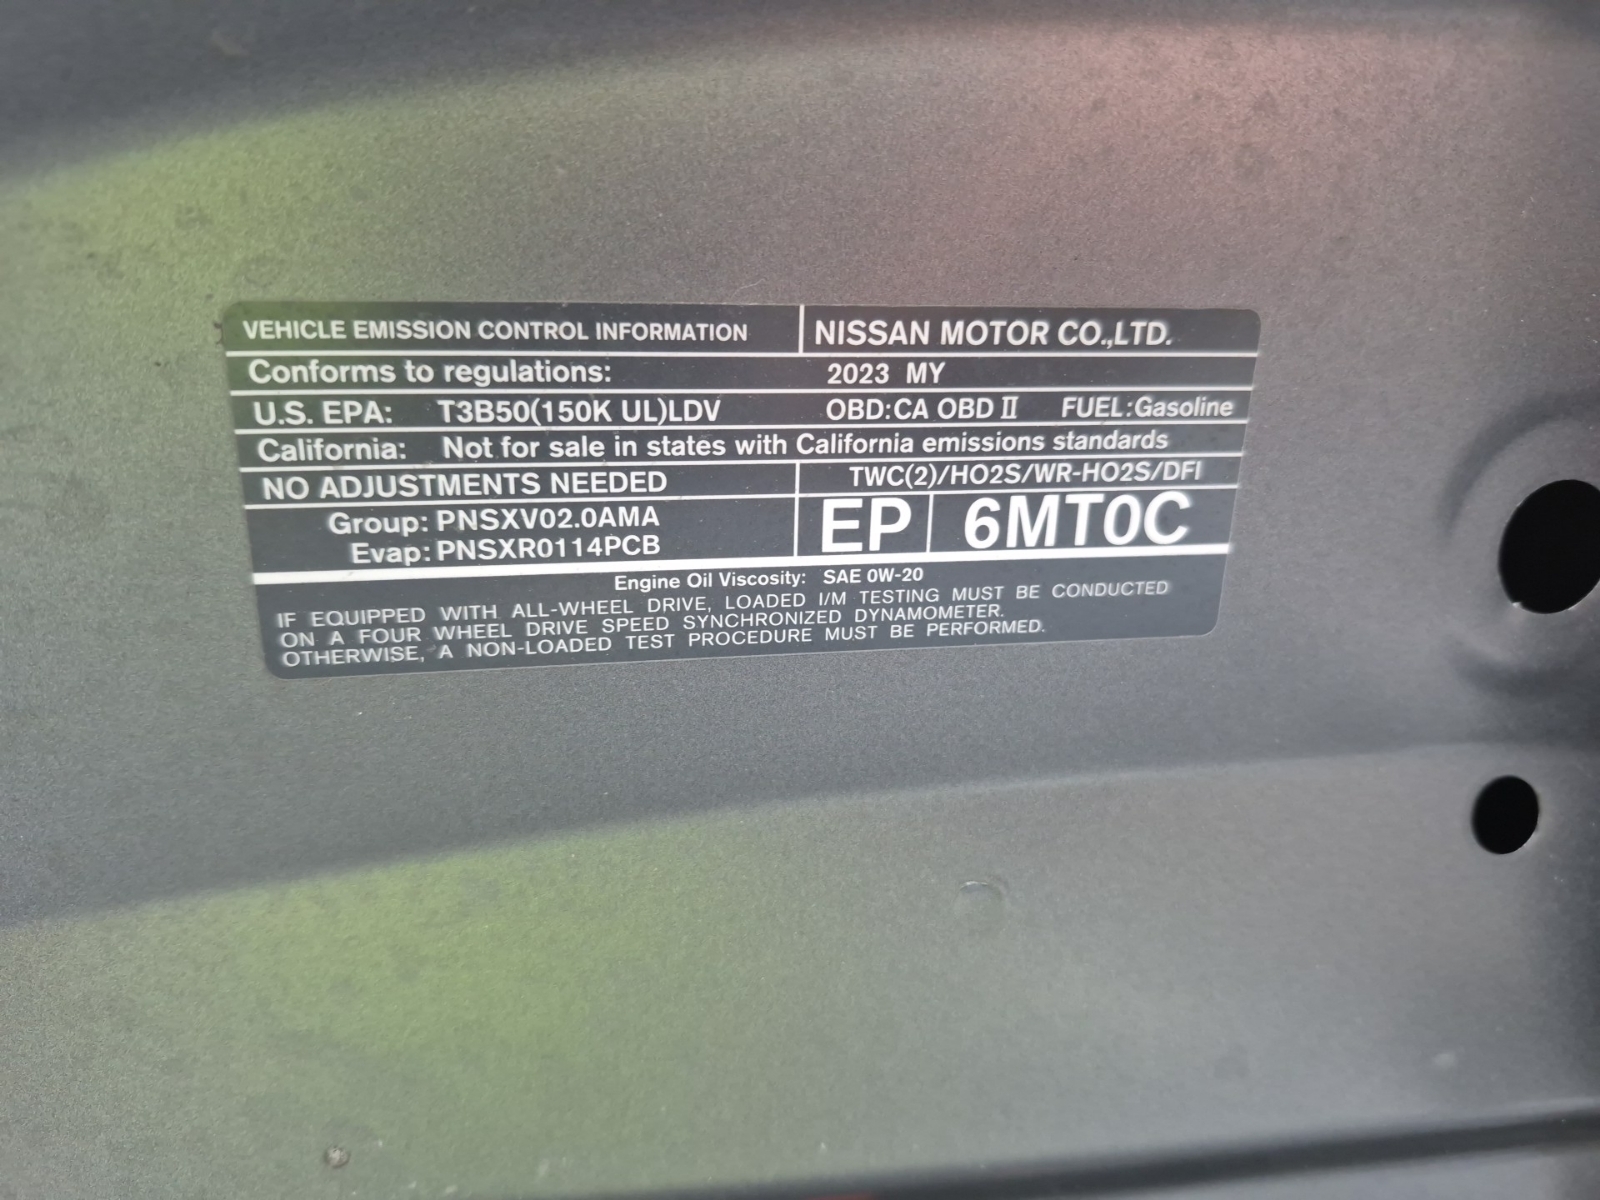 VEHICLE EMISSION CONTROL INFORMATION NISSAN MOTOR CO.,LTD.
Conforms to regulations: 2023 MY
U.S. EPA: T3B50(150K UL)LDV OBD:CA OBD II FUEL:Gasoline
California: Not for sale in states with California emissions standards
NO ADJUSTMENTS NEEDED TWC(2)/HO2S/WR-HO2S/DFI
Group: PNSXV02.0AMA EP 6MT0C
Evap: PNSXR0114PCB
Engine Oil Viscosity: SAE 0W-20
IF EQUIPPED WITH ALL-WHEEL DRIVE, LOADED I/M TESTING MUST BE CONDUCTED
ON A FOUR WHEEL DRIVE SPEED SYNCHRONIZED DYNAMOMETER.
OTHERWISE, A NON-LOADED TEST PROCEDURE MUST BE PERFORMED.